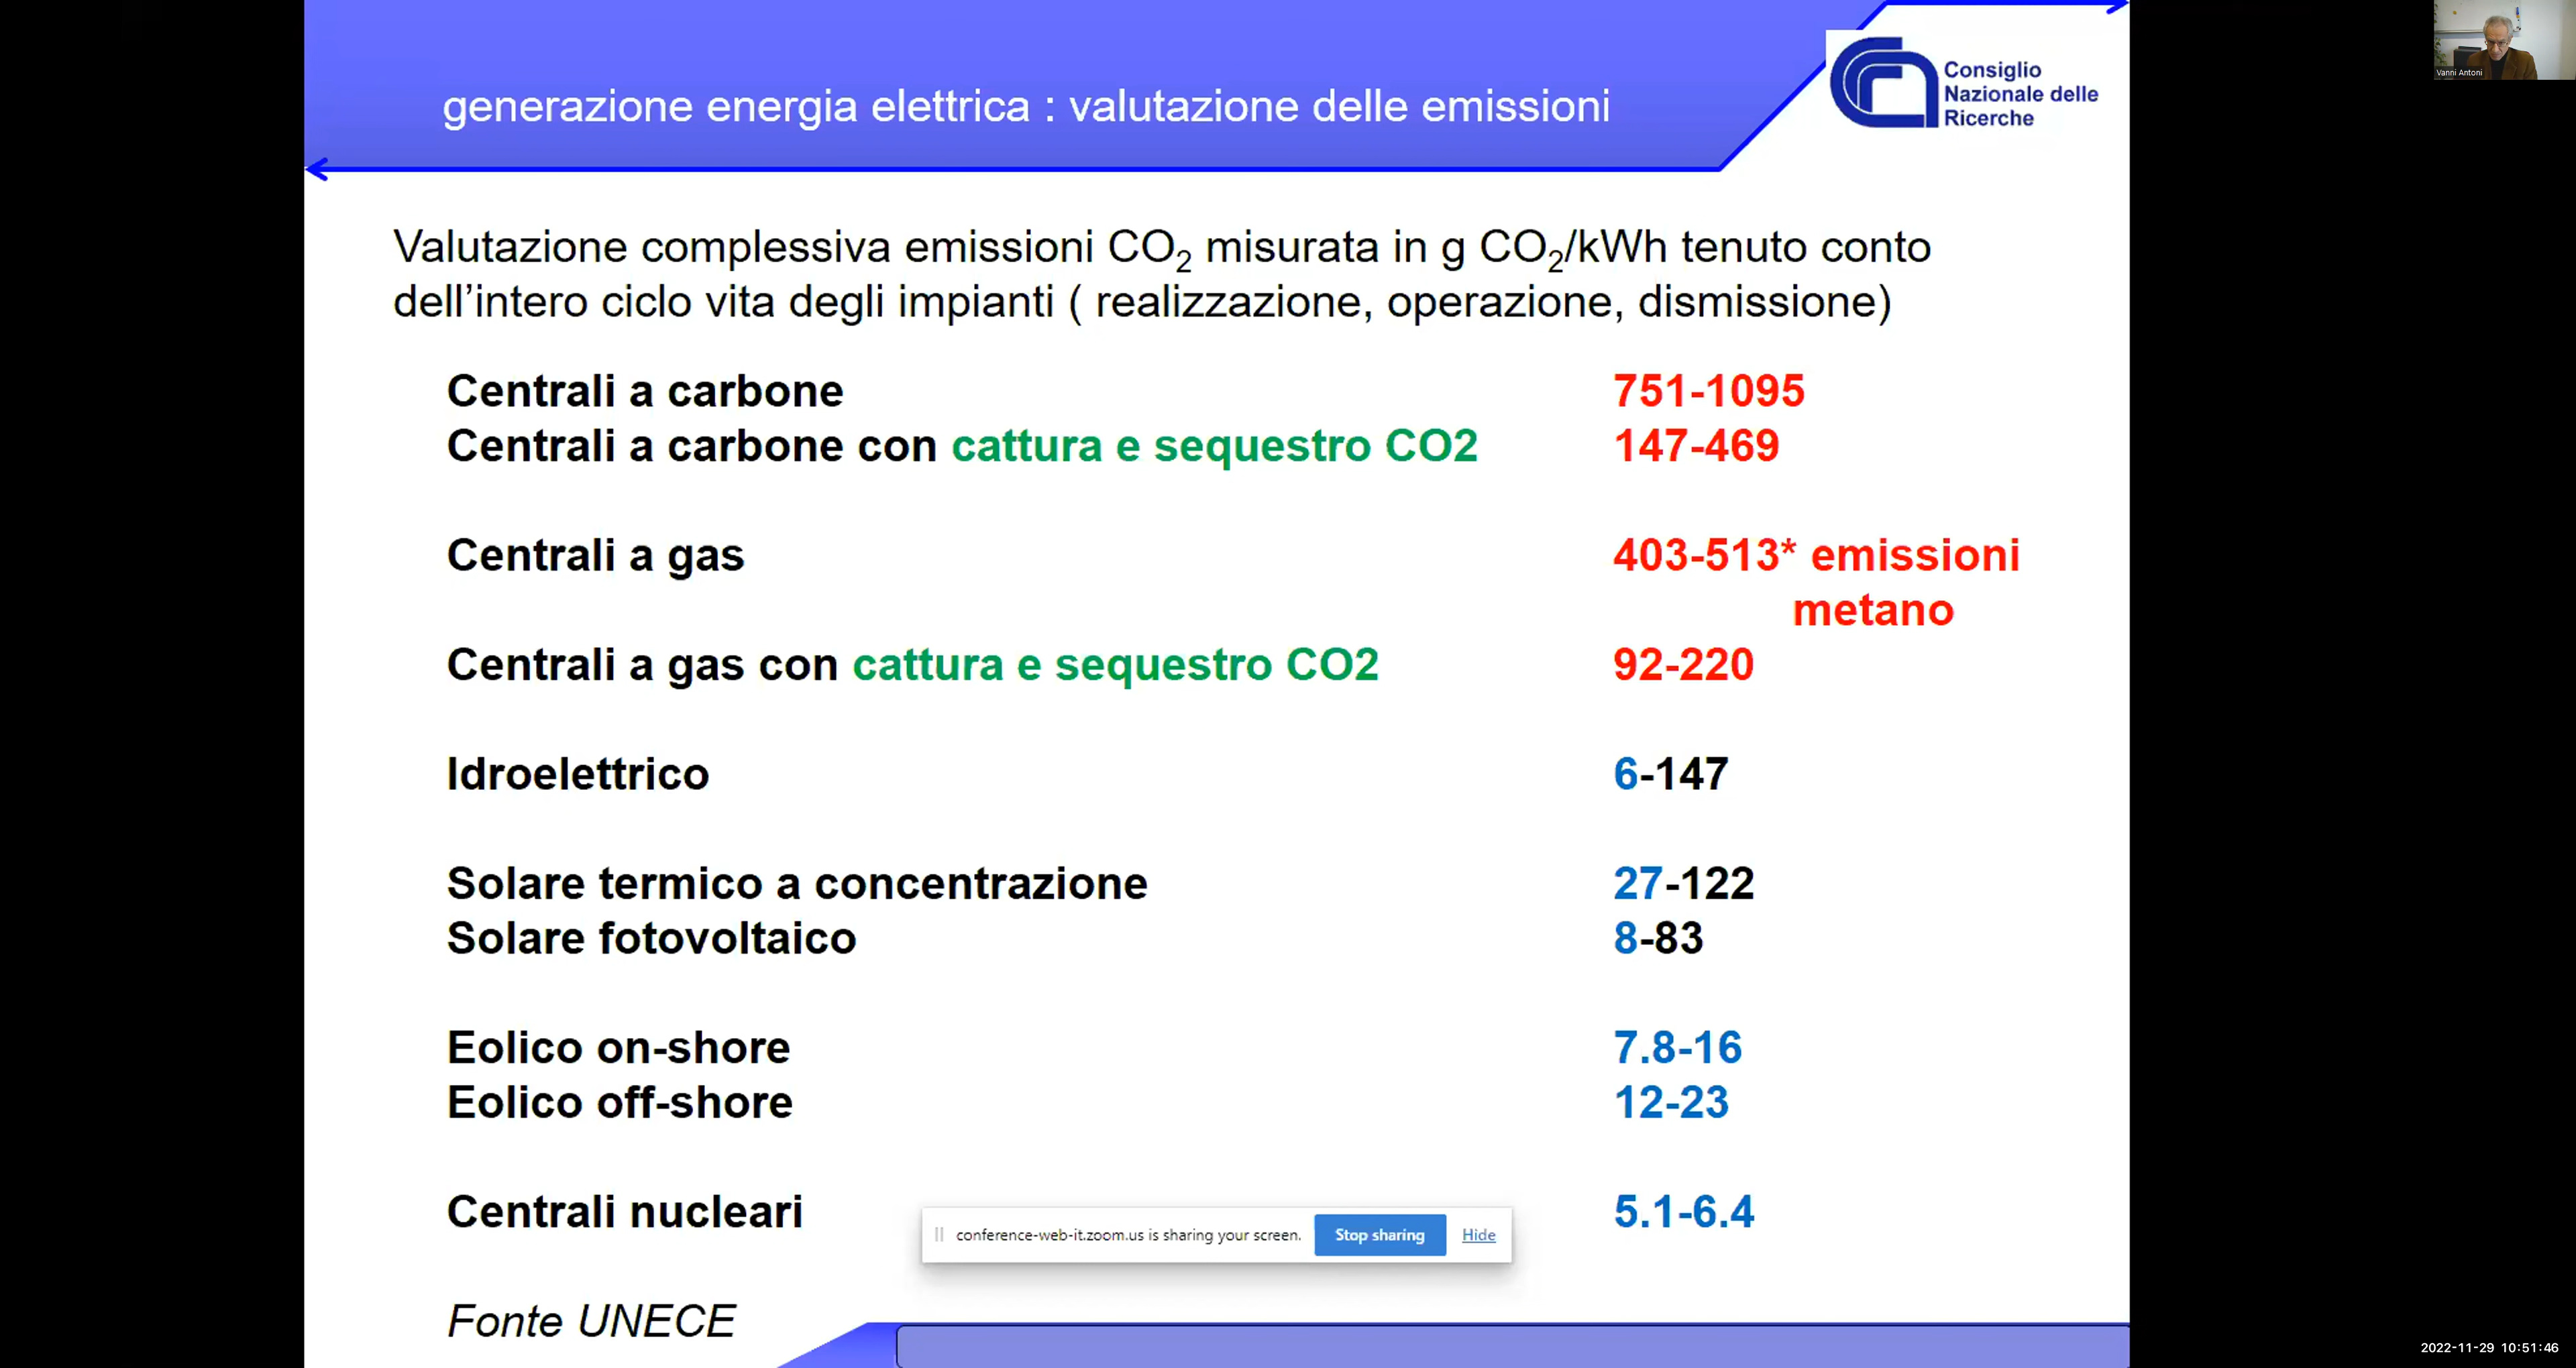 generazione energia elettrica : valutazione delle emissioni
Consiglio
Nazionale delle
Ricerche
Vanni Antoni
Valutazione complessiva emissioni CO₂ misurata in g CO₂/kWh tenuto conto
dell’intero ciclo vita degli impianti ( realizzazione, operazione, dismissione)
Centrali a carbone 751-1095
Centrali a carbone con cattura e sequestro CO2 147-469
Centrali a gas 403-513* emissioni
metano
Centrali a gas con cattura e sequestro CO2 92-220
Idroelettrico 6-147
Solare termico a concentrazione 27-122
Solare fotovoltaico 8-83
Eolico on-shore 7.8-16
Eolico off-shore 12-23
Centrali nucleari 5.1-6.4
conference-web-it.zoom.us is sharing your screen. Stop sharing Hide
Fonte UNECE
2022-11-29 10:51:46